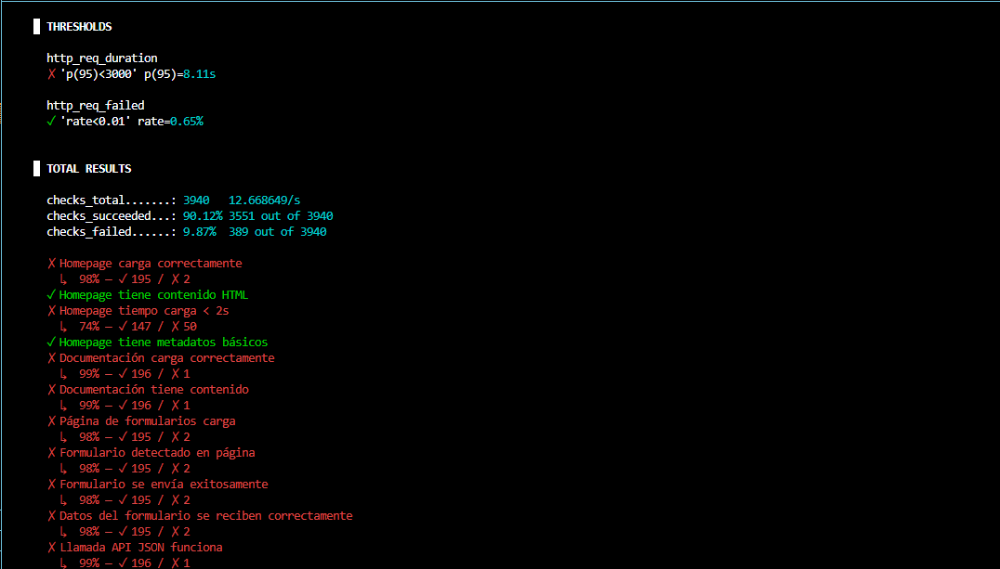 THRESHOLDS
http_req_duration
✗ 'p(95)<3000' p(95)=8.11s
http_req_failed
✓ 'rate<0.01' rate=0.65%
TOTAL RESULTS
checks_total.......: 3940 12.668649/s
checks_succeeded...: 90.12% 3551 out of 3940
checks_failed......: 9.87% 389 out of 3940
✗ Homepage carga correctamente
↳ 98% — ✓ 195 / ✗ 2
✓ Homepage tiene contenido HTML
✗ Homepage tiempo carga < 2s
↳ 74% — ✓ 147 / ✗ 50
✓ Homepage tiene metadatos básicos
✗ Documentación carga correctamente
↳ 99% — ✓ 196 / ✗ 1
✗ Documentación tiene contenido
↳ 99% — ✓ 196 / ✗ 1
✗ Página de formularios carga
↳ 98% — ✓ 195 / ✗ 2
✗ Formulario detectado en página
↳ 98% — ✓ 195 / ✗ 2
✗ Formulario se envía exitosamente
↳ 98% — ✓ 195 / ✗ 2
✗ Datos del formulario se reciben correctamente
↳ 98% — ✓ 195 / ✗ 2
✗ Llamada API JSON funciona
↳ 99% — ✓ 196 / ✗ 1